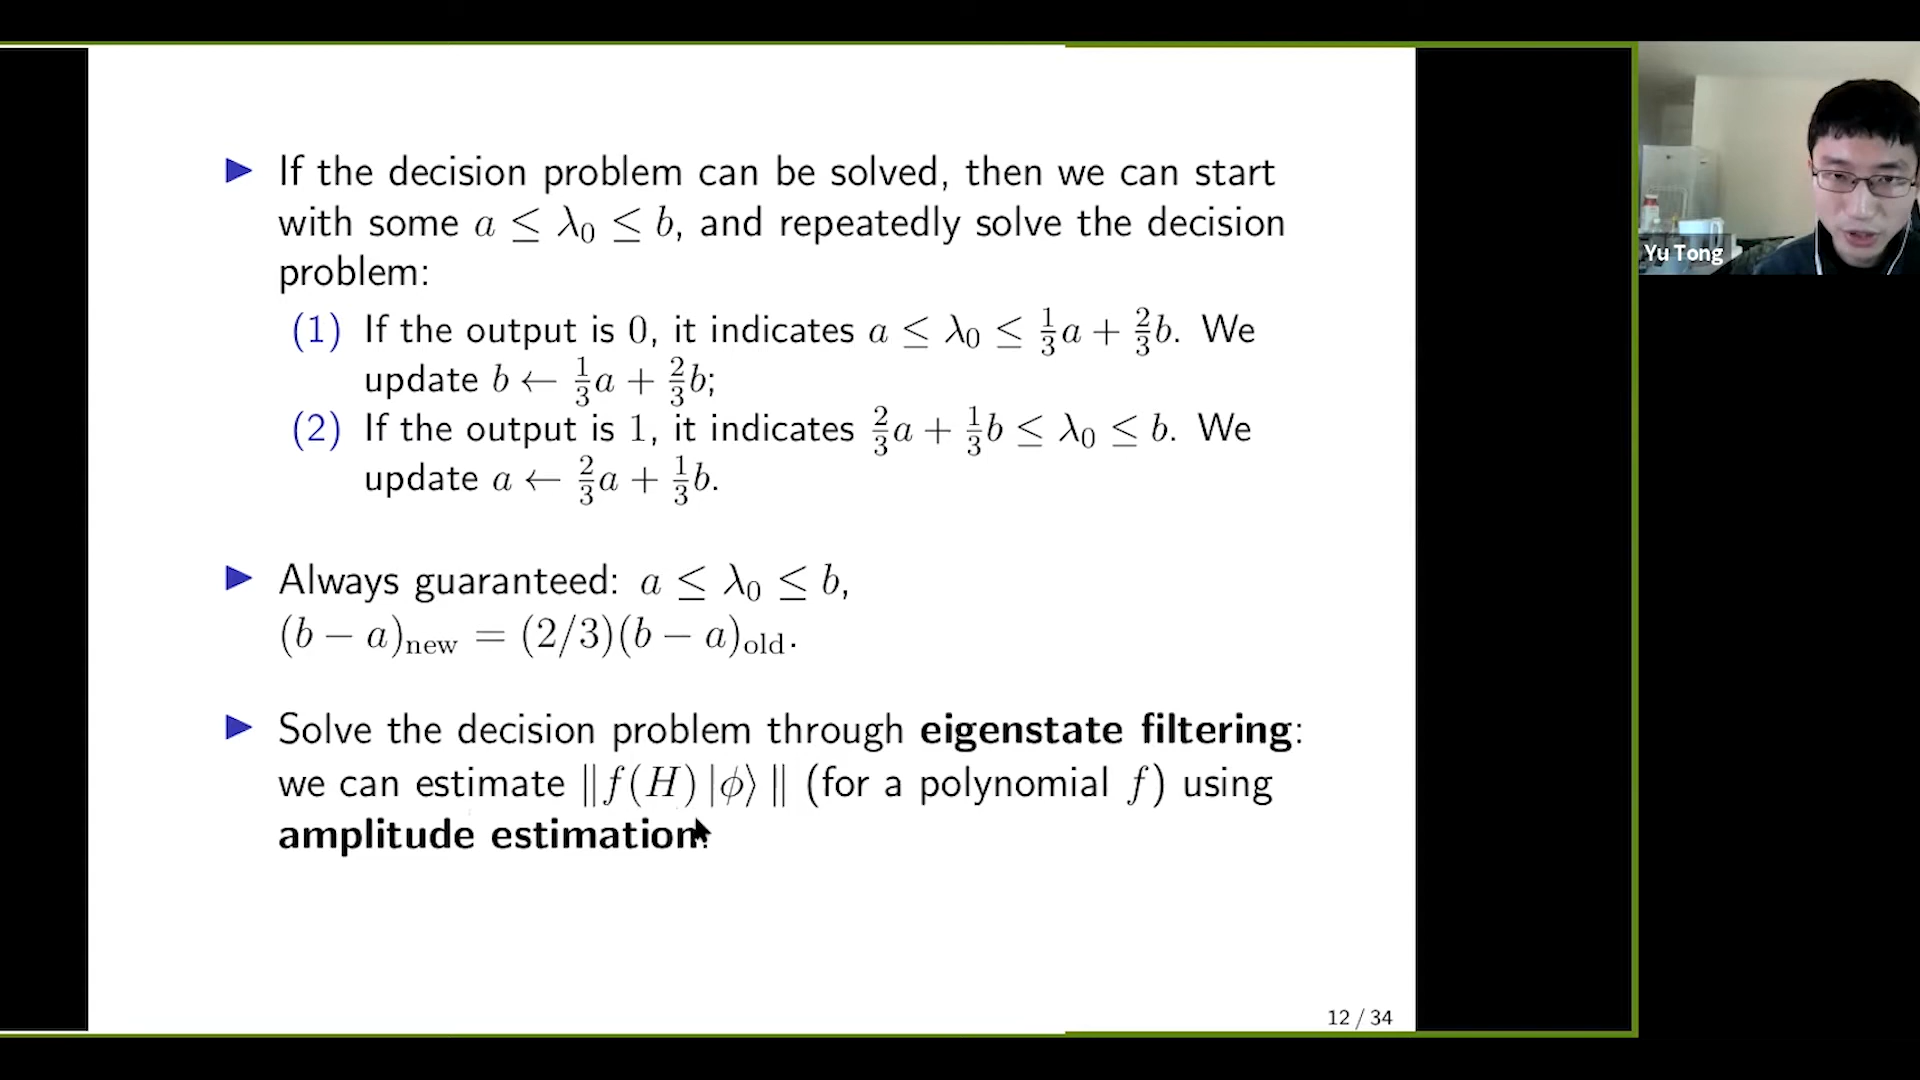 ▶ If the decision problem can be solved, then we can start
with some a ≤ λ₀ ≤ b, and repeatedly solve the decision
problem:
(1) If the output is 0, it indicates a ≤ λ₀ ≤ ⅓a + ⅔b. We
update b ← ⅓a + ⅔b;
(2) If the output is 1, it indicates ⅔a + ⅓b ≤ λ₀ ≤ b. We
update a ← ⅔a + ⅓b.
▶ Always guaranteed: a ≤ λ₀ ≤ b,
(b − a)new = (2/3)(b − a)old.
▶ Solve the decision problem through eigenstate filtering:
we can estimate ‖f(H)|ϕ⟩‖ (for a polynomial f) using
amplitude estimation.
12 / 34
Yu Tong